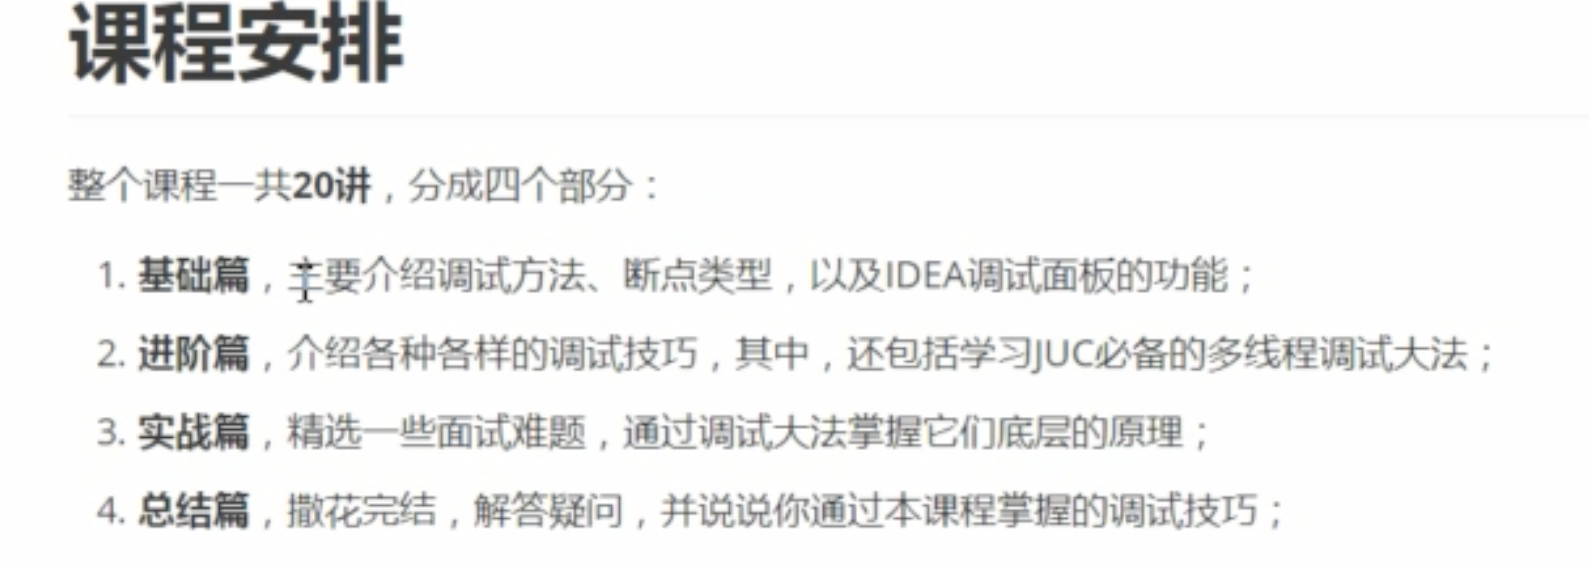 课程安排
整个课程一共20讲，分成四个部分：
1. 基础篇，主要介绍调试方法、断点类型，以及IDEA调试面板的功能；
2. 进阶篇，介绍各种各样的调试技巧，其中，还包括学习JUC必备的多线程调试大法；
3. 实战篇，精选一些面试难题，通过调试大法掌握它们底层的原理；
4. 总结篇，撒花完结，解答疑问，并说说你通过本课程掌握的调试技巧；